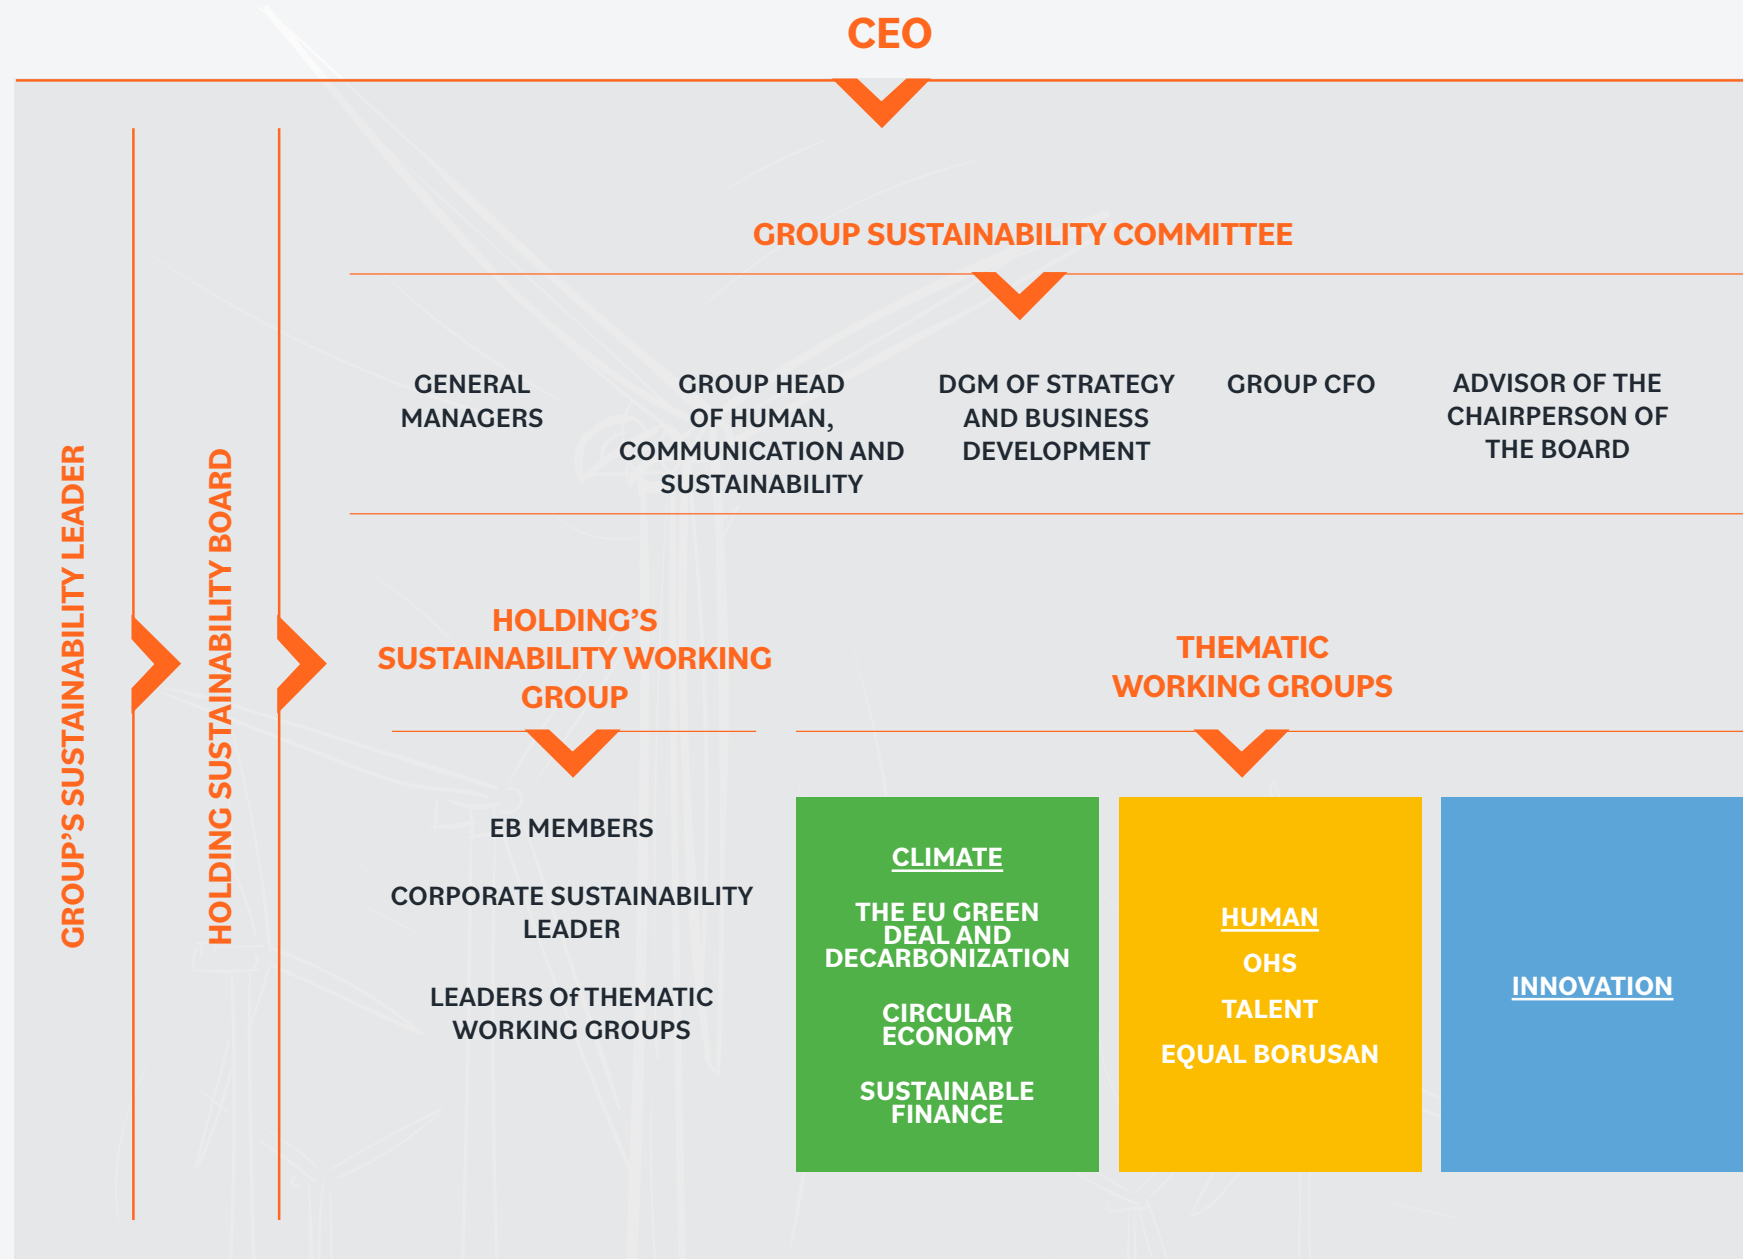 CEO
GROUP'S SUSTAINABILITY LEADER
HOLDING SUSTAINABILITY BOARD
GROUP SUSTAINABILITY COMMITTEE
GENERAL
MANAGERS
GROUP HEAD
OF HUMAN,
COMMUNICATION AND
SUSTAINABILITY
DGM OF STRATEGY
AND BUSINESS
DEVELOPMENT
GROUP CFO
ADVISOR OF THE
CHAIRPERSON OF
THE BOARD
HOLDING’S
SUSTAINABILITY WORKING
GROUP
EB MEMBERS
CORPORATE SUSTAINABILITY
LEADER
LEADERS Of THEMATIC
WORKING GROUPS
THEMATIC
WORKING GROUPS
CLIMATE
THE EU GREEN
DEAL AND
DECARBONIZATION
CIRCULAR
ECONOMY
SUSTAINABLE
FINANCE
HUMAN
OHS
TALENT
EQUAL BORUSAN
INNOVATION